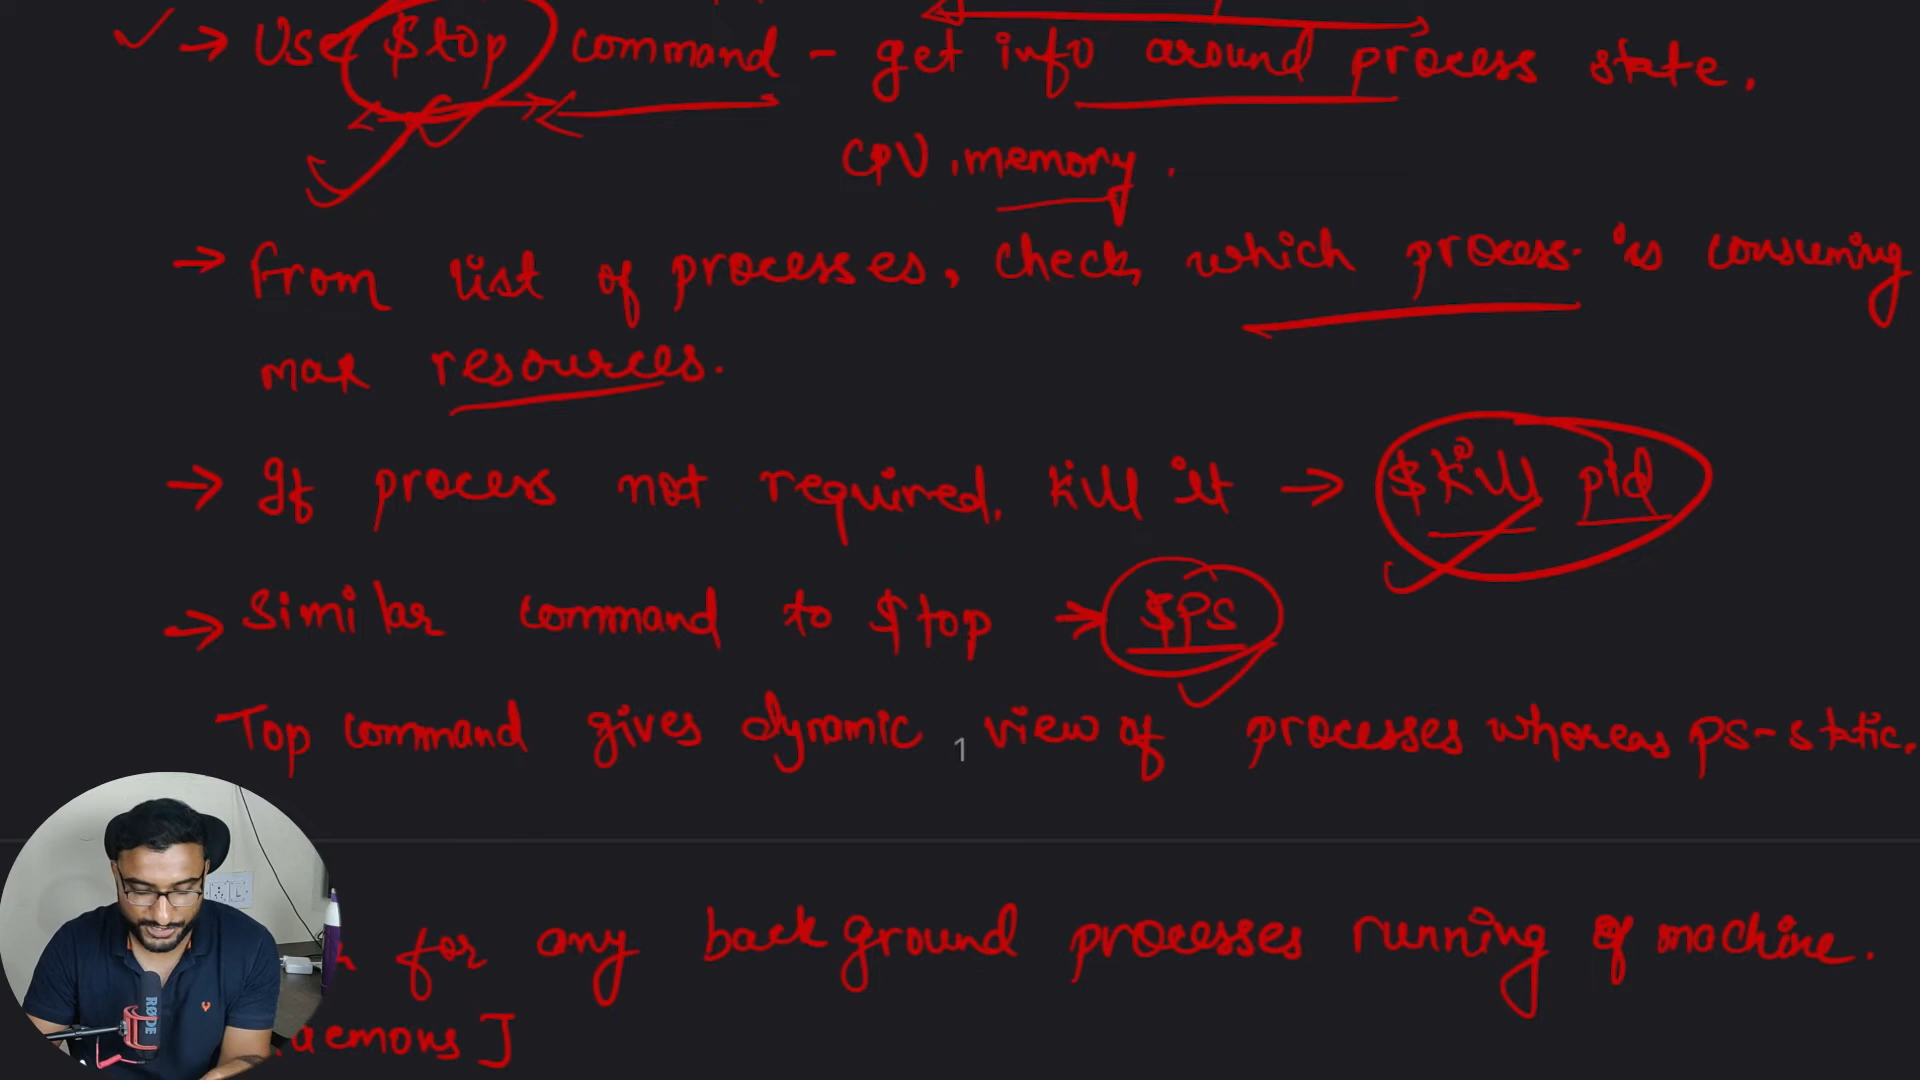 → Use $top command - get info around process state.
CPU, memory.
→ From list of processes, check which process is consuming
max resources.
→ If process not required, kill it → $kill pid
→ Similar command to $top → $ps
Top command gives dynamic view of processes whereas ps-static.
1
for any background processes running of machine.
daemons]
RØDE